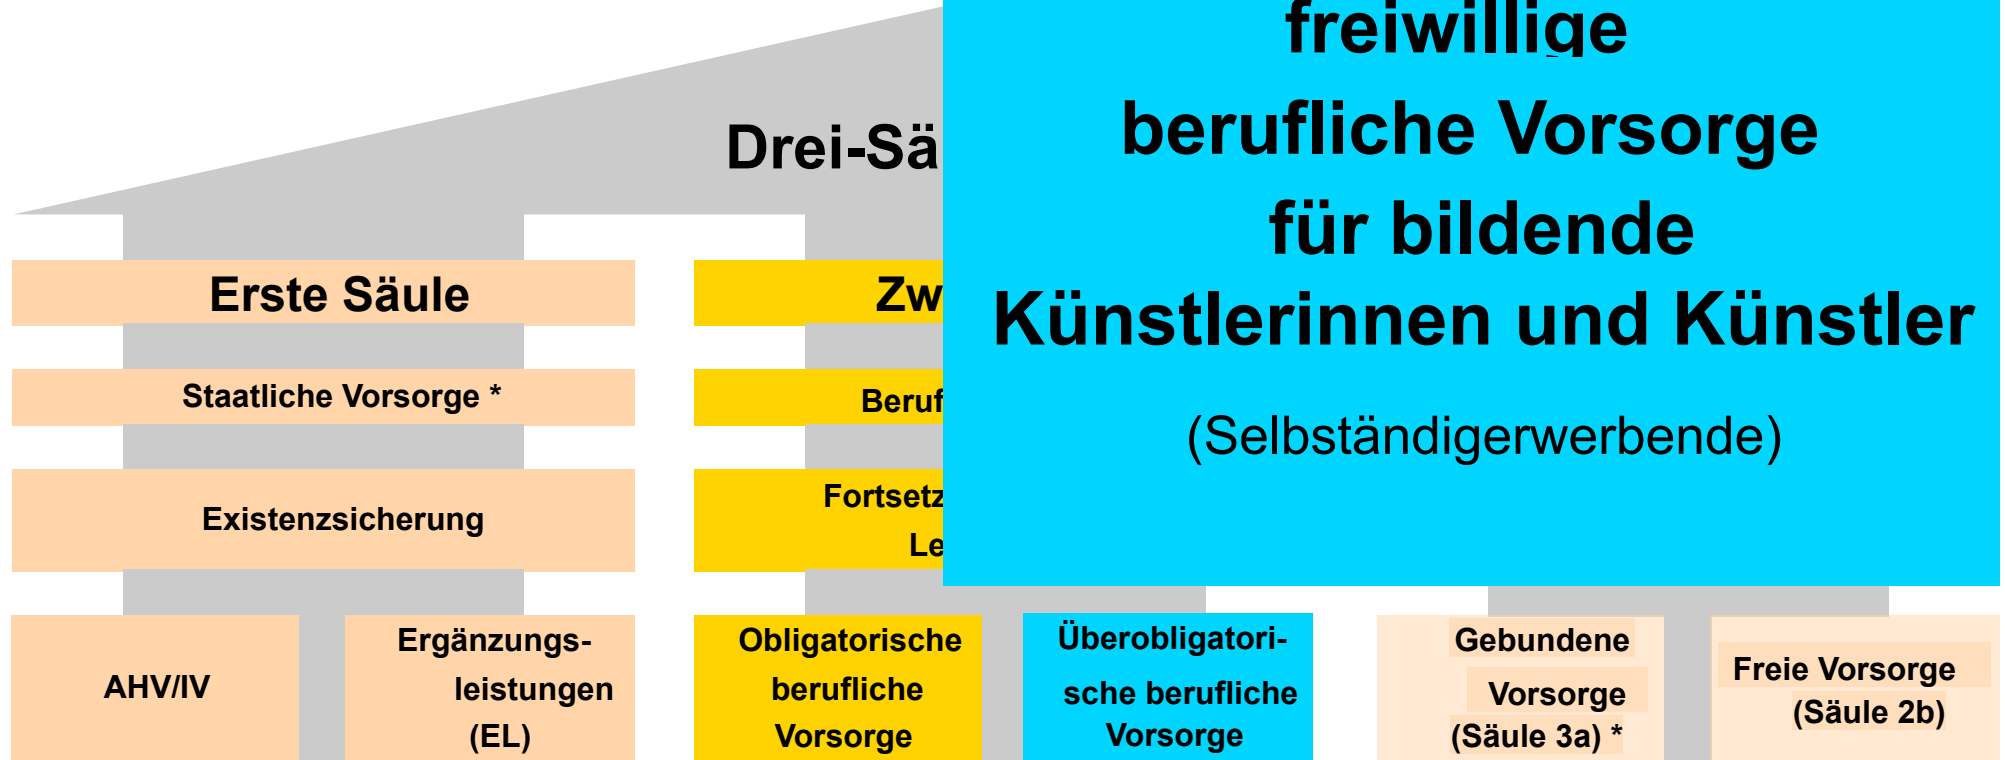 freiwillige
berufliche Vorsorge
für bildende
Künstlerinnen und Künstler
(Selbständigerwerbende)
Drei-Sä
Erste Säule
Zw
Staatliche Vorsorge *
Beruf
Existenzsicherung
Fortsetz
Le
AHV/IV
Ergänzungs-
leistungen
(EL)
Obligatorische
berufliche
Vorsorge
Überobligatori-
sche berufliche
Vorsorge
Gebundene
Vorsorge
(Säule 3a) *
Freie Vorsorge
(Säule 2b)